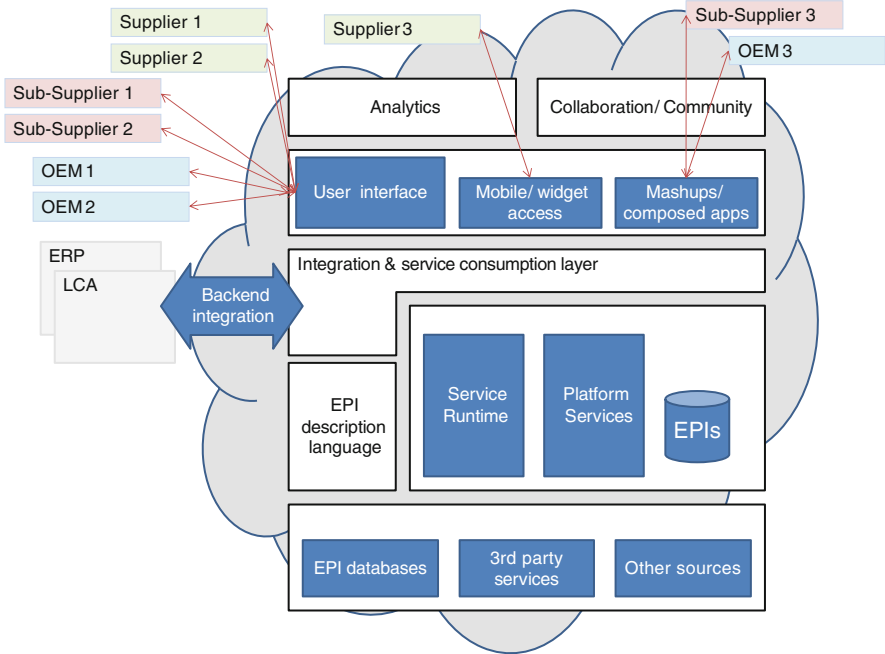 Supplier 1
Supplier 2
Supplier 3
Sub-Supplier 3
OEM 3
Sub-Supplier 1
Sub-Supplier 2
OEM 1
OEM 2
Analytics
Collaboration/ Community
User interface
Mobile/ widget
access
Mashups/
composed apps
ERP
LCA
Backend
integration
Integration & service consumption layer
EPI
description
language
Service
Runtime
Platform
Services
EPIs
EPI databases
3rd party
services
Other sources